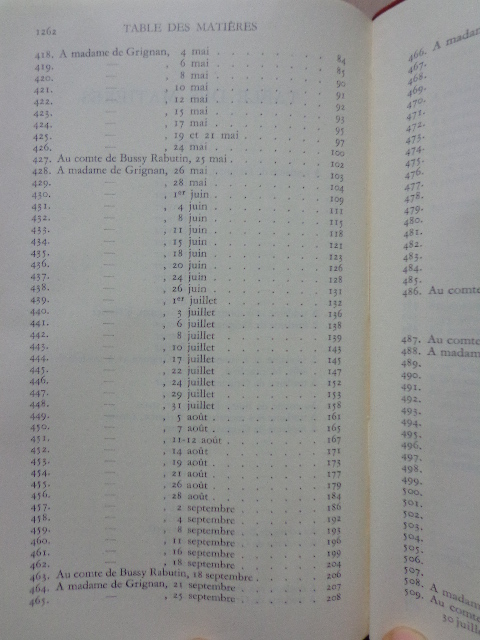 1262 TABLE DES MATIÈRES
418. A madame de Grignan, 4 mai . . . . . . . 84
419. — , 6 mai . . . . . . . 85
420. — , 8 mai . . . . . . . 90
421. — , 10 mai . . . . . . . 91
422. — , 12 mai . . . . . . . 92
423. — , 15 mai . . . . . . . 93
424. — , 17 mai . . . . . . . 95
425. — , 19 et 21 mai . . . . . . 97
426. — , 24 mai . . . . . . . 100
427. Au comte de Bussy Rabutin, 25 mai . . . . . . 102
428. A madame de Grignan, 26 mai . . . . . . . 103
429. — , 28 mai . . . . . . . 104
430. — , 1er juin . . . . . . . 109
431. — , 4 juin . . . . . . . 111
432. — , 8 juin . . . . . . . 115
433. — , 11 juin . . . . . . . 118
434. — , 15 juin . . . . . . . 121
435. — , 18 juin . . . . . . . 123
436. — , 20 juin . . . . . . . 126
437. — , 24 juin . . . . . . . 128
438. — , 26 juin . . . . . . . 131
439. — , 1er juillet . . . . . . 132
440. — , 3 juillet . . . . . . 136
441. — , 6 juillet . . . . . . 138
442. — , 8 juillet . . . . . . 139
443. — , 10 juillet . . . . . . 143
444. — , 17 juillet . . . . . . 145
445. — , 22 juillet . . . . . . 147
446. — , 24 juillet . . . . . . 152
447. — , 29 juillet . . . . . . 153
448. — , 31 juillet . . . . . . 158
449. — , 5 août . . . . . . . 161
450. — , 7 août . . . . . . . 165
451. — , 11-12 août . . . . . . 167
452. — , 14 août . . . . . . . 171
453. — , 19 août . . . . . . . 173
454. — , 21 août . . . . . . . 177
455. — , 26 août . . . . . . . 179
456. — , 28 août . . . . . . . 184
457. — , 2 septembre . . . . . 186
458. — , 4 septembre . . . . . 192
459. — , 8 septembre . . . . . 193
460. — , 11 septembre . . . . . 196
461. — , 16 septembre . . . . . 199
462. — , 18 septembre . . . . . 204
463. Au comte de Bussy Rabutin, 18 septembre . . . . 206
464. A madame de Grignan, 21 septembre . . . . . 207
465. — , 25 septembre . . . . . 208
466. A madam
467.
468.
469.
470.
471.
472.
473.
474.
475.
476.
477.
478.
479.
480.
481.
482.
483.
484.
485.
486. Au comt
487. Au comte
488. A madam
489.
490.
491.
492.
493.
494.
495.
496.
497.
498.
499.
500.
501.
502.
503.
504.
505.
506.
507.
508. A madam
509. Au comte
30 juill